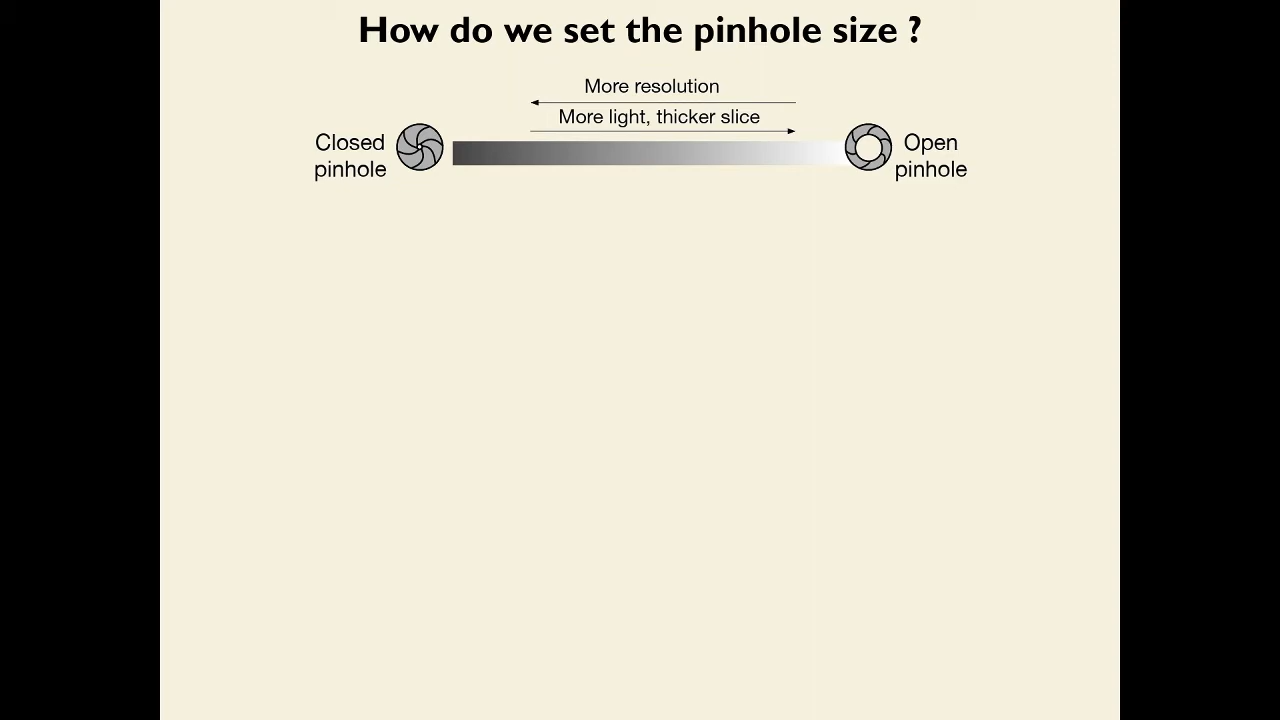 How do we set the pinhole size ?
More resolution
More light, thicker slice
Closed
pinhole
Open
pinhole